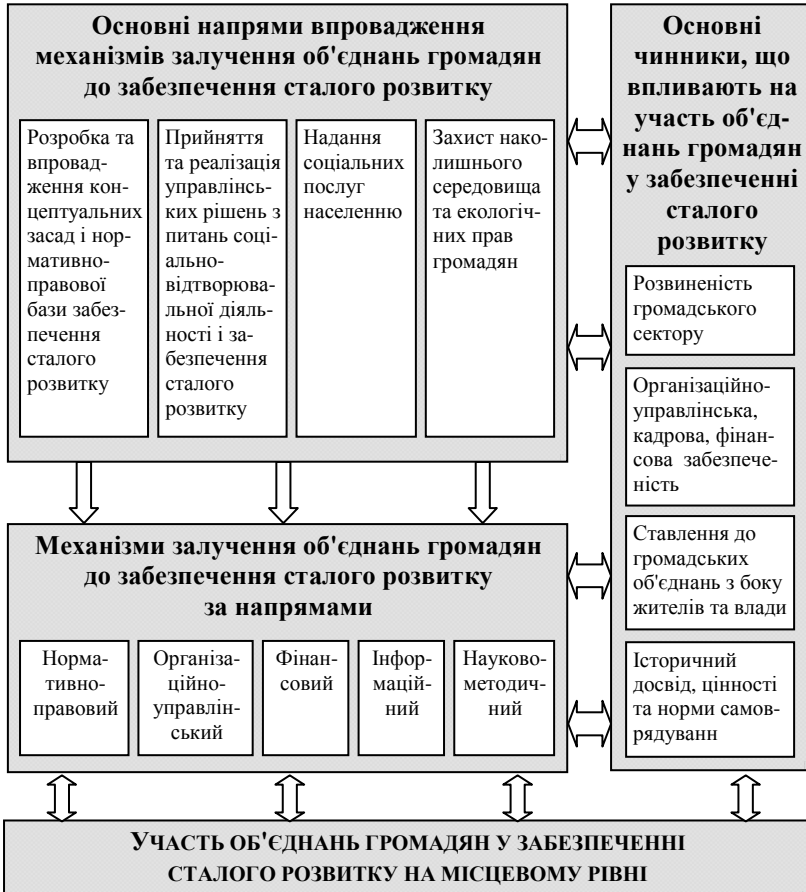 Основні напрями впровадження
механізмів залучення об'єднань громадян
до забезпечення сталого розвитку
Розробка та
впровад-
ження кон-
цептуальних
засад і нор-
мативно-
правової
бази забез-
печення
сталого
розвитку
Прийняття
та реалізація
управлінсь-
ких рішень з
питань соці-
ально-
відтворюва-
льної діяль-
ності і за-
безпечення
сталого
розвитку
Надання
соціальних
послуг
населенню
Захист нако-
лишнього
середовища
та екологіч-
них прав
громадян
Основні
чинники, що
впливають на
участь об'єд-
нань громадян
у забезпеченні
сталого
розвитку
Розвиненість
громадського
сектору
Організаційно-
управлінська,
кадрова, фінан-
сова забезпече-
ність
Ставлення до
громадських
об'єднань з боку
жителів та влади
Історичний
досвід, цінності
та норми самов-
рядуванн
Механізми залучення об'єднань громадян
до забезпечення сталого розвитку
за напрямами
Норма-
тивно-
правовий
Організа-
ційно-
управлін-
ський
Фінан-
совий
Інфор-
мацій-
ний
Науково-
методич-
ний
УЧАСТЬ ОБ'ЄДНАНЬ ГРОМАДЯН У ЗАБЕЗПЕЧЕННІ
СТАЛОГО РОЗВИТКУ НА МІСЦЕВОМУ РІВНІ